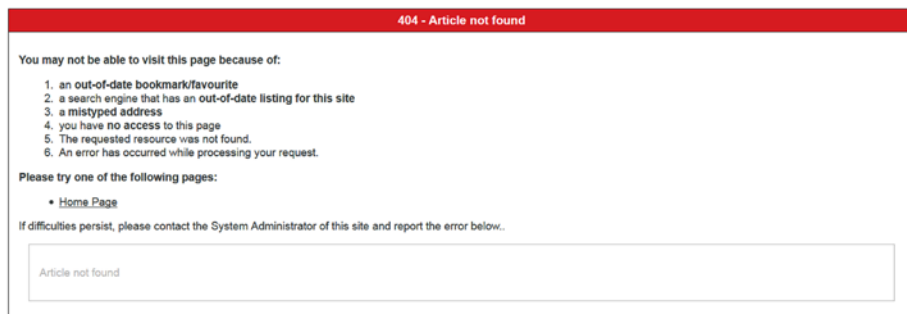 404 - Article not found
You may not be able to visit this page because of:
1. an out-of-date bookmark/favourite
2. a search engine that has an out-of-date listing for this site
3. a mistyped address
4. you have no access to this page
5. The requested resource was not found.
6. An error has occurred while processing your request.
Please try one of the following pages:
• Home Page
If difficulties persist, please contact the System Administrator of this site and report the error below..
Article not found